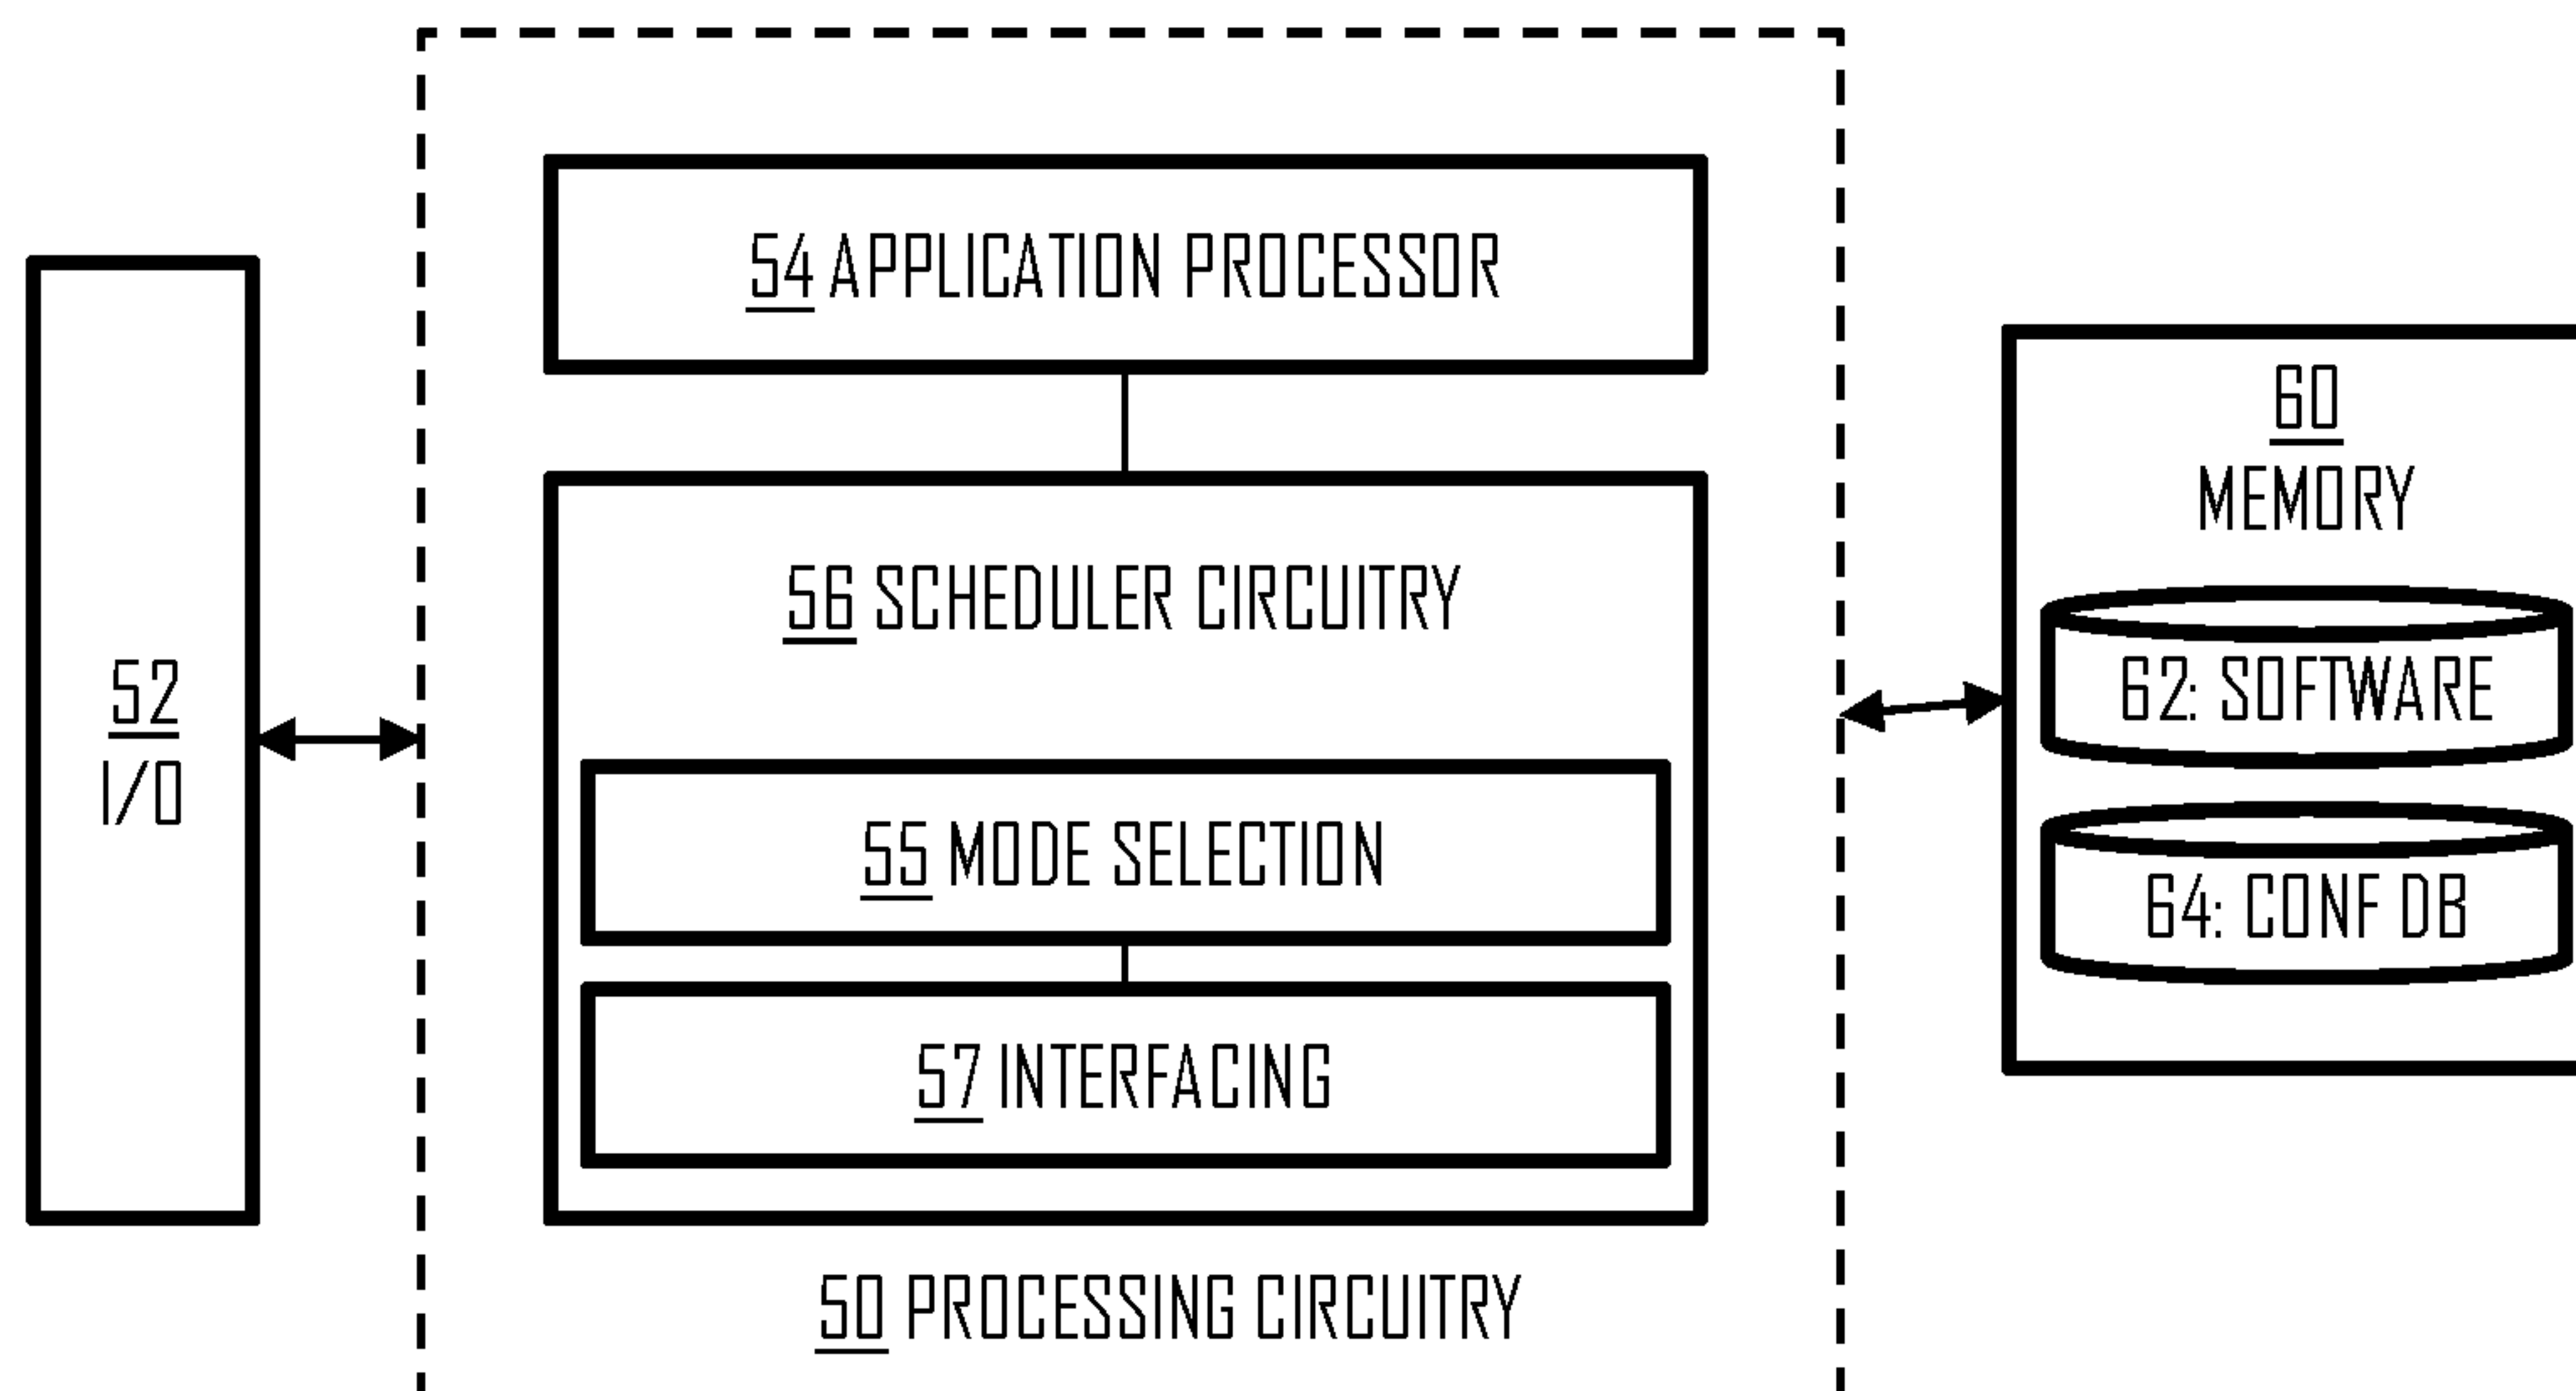 52
I/O
54 APPLICATION PROCESSOR
56 SCHEDULER CIRCUITRY
55 MODE SELECTION
57 INTERFACING
50 PROCESSING CIRCUITRY
60
MEMORY
62: SOFTWARE
64: CONF DB